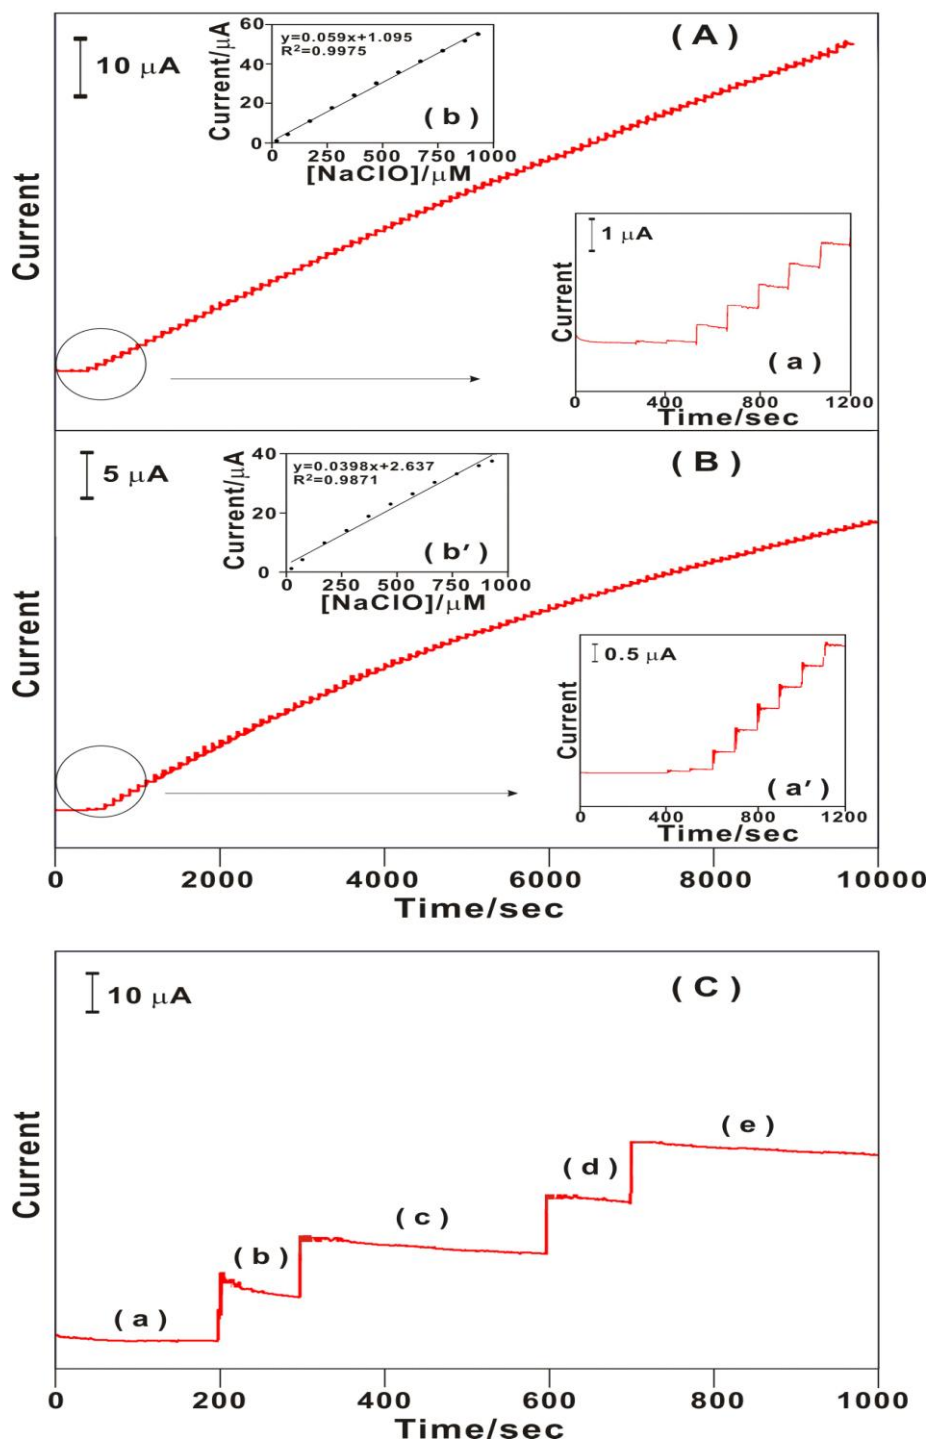 ( A )
10 μA
Current
60
40
20
0
Current/μA
y=0.059x+1.095
R²=0.9975
( b )
0 250 500 750 1000
[NaClO]/μM
1 μA
Current
( a )
0 400 800 1200
Time/sec
( B )
5 μA
Current
40
20
0
Current/μA
y=0.0398x+2.637
R²=0.9871
( b′ )
0 250 500 750 1000
[NaClO]/μM
0.5 μA
Current
( a′ )
0 400 800 1200
Time/sec
0 2000 4000 6000 8000 10000
Time/sec
( C )
10 μA
Current
( a )
( b )
( c )
( d )
( e )
0 200 400 600 800 1000
Time/sec